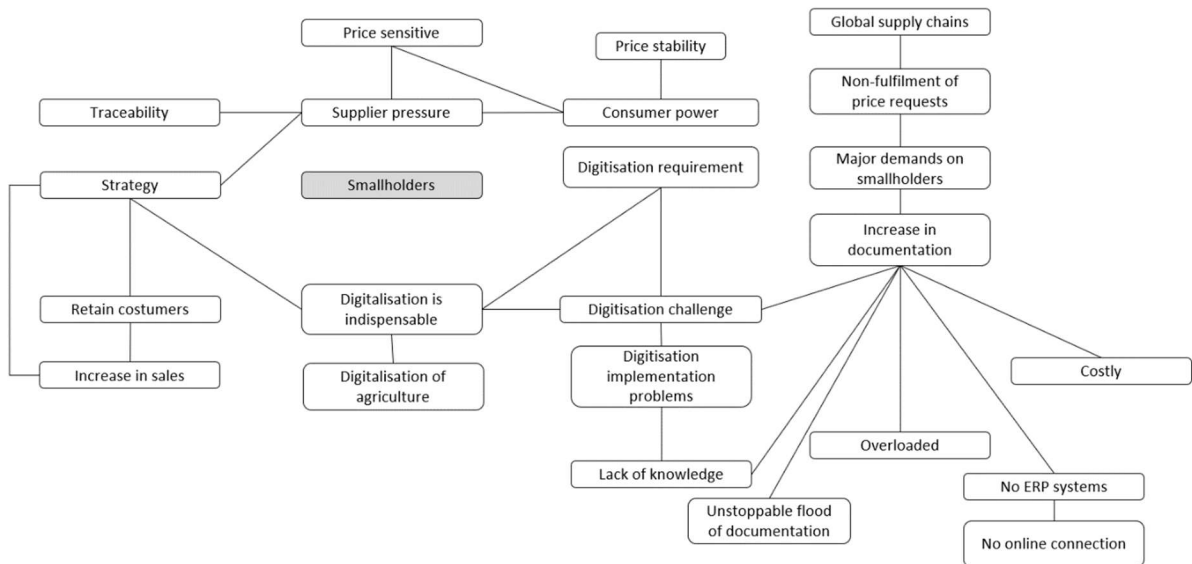 Price sensitive
Price stability
Global supply chains
Non-fulfilment of
price requests
Traceability
Supplier pressure
Consumer power
Major demands on
smallholders
Strategy
Smallholders
Digitisation requirement
Increase in
documentation
Retain costumers
Digitalisation is
indispensable
Digitisation challenge
Increase in sales
Digitalisation of
agriculture
Digitisation
implementation
problems
Costly
Overloaded
Lack of knowledge
Unstoppable flood
of documentation
No ERP systems
No online connection